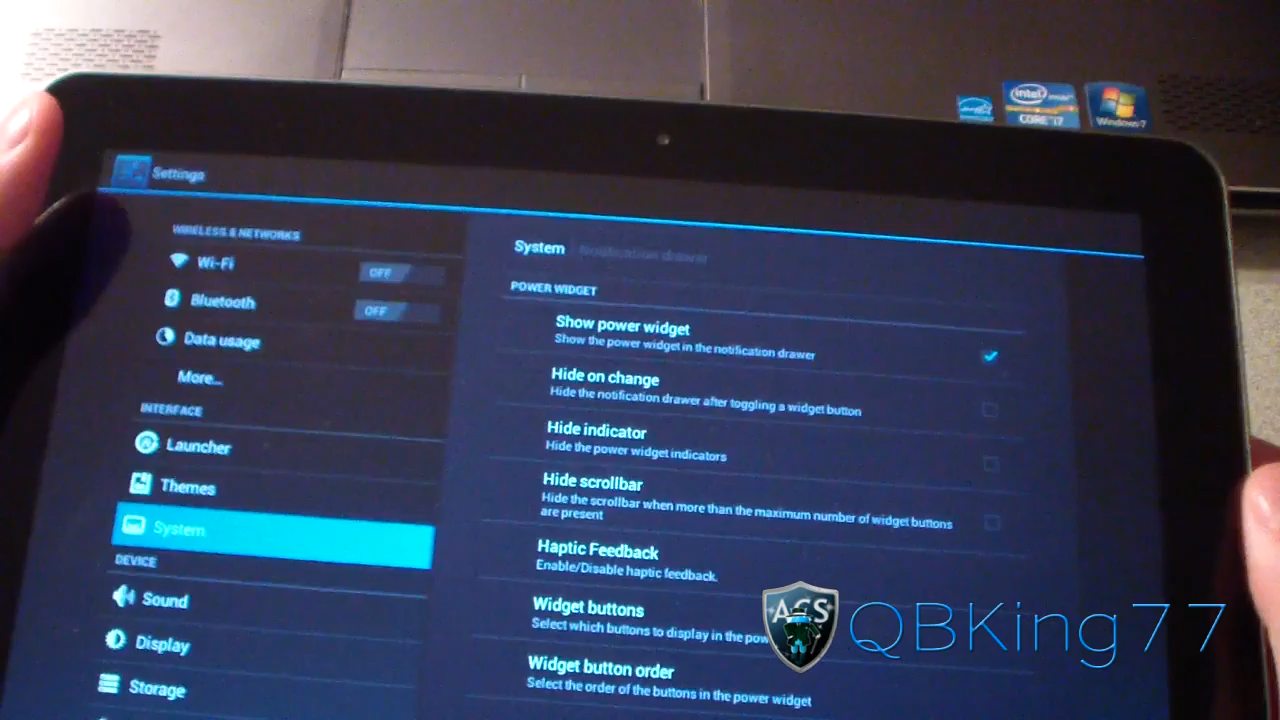 intel inside
CORE i7
Windows 7
Settings
WIRELESS & NETWORKS
Wi-Fi
OFF
Bluetooth
OFF
Data usage
More...
INTERFACE
Launcher
Themes
System
DEVICE
Sound
Display
Storage
System Notification drawer
POWER WIDGET
Show power widget
Show the power widget in the notification drawer
Hide on change
Hide the notification drawer after toggling a widget button
Hide indicator
Hide the power widget indicators
Hide scrollbar
Hide the scrollbar when more than the maximum number of widget buttons
are present
Haptic Feedback
Enable/Disable haptic feedback.
Widget buttons
Select which buttons to display in the pow
Widget button order
Select the order of the buttons in the power widget
ACS
QBKing77